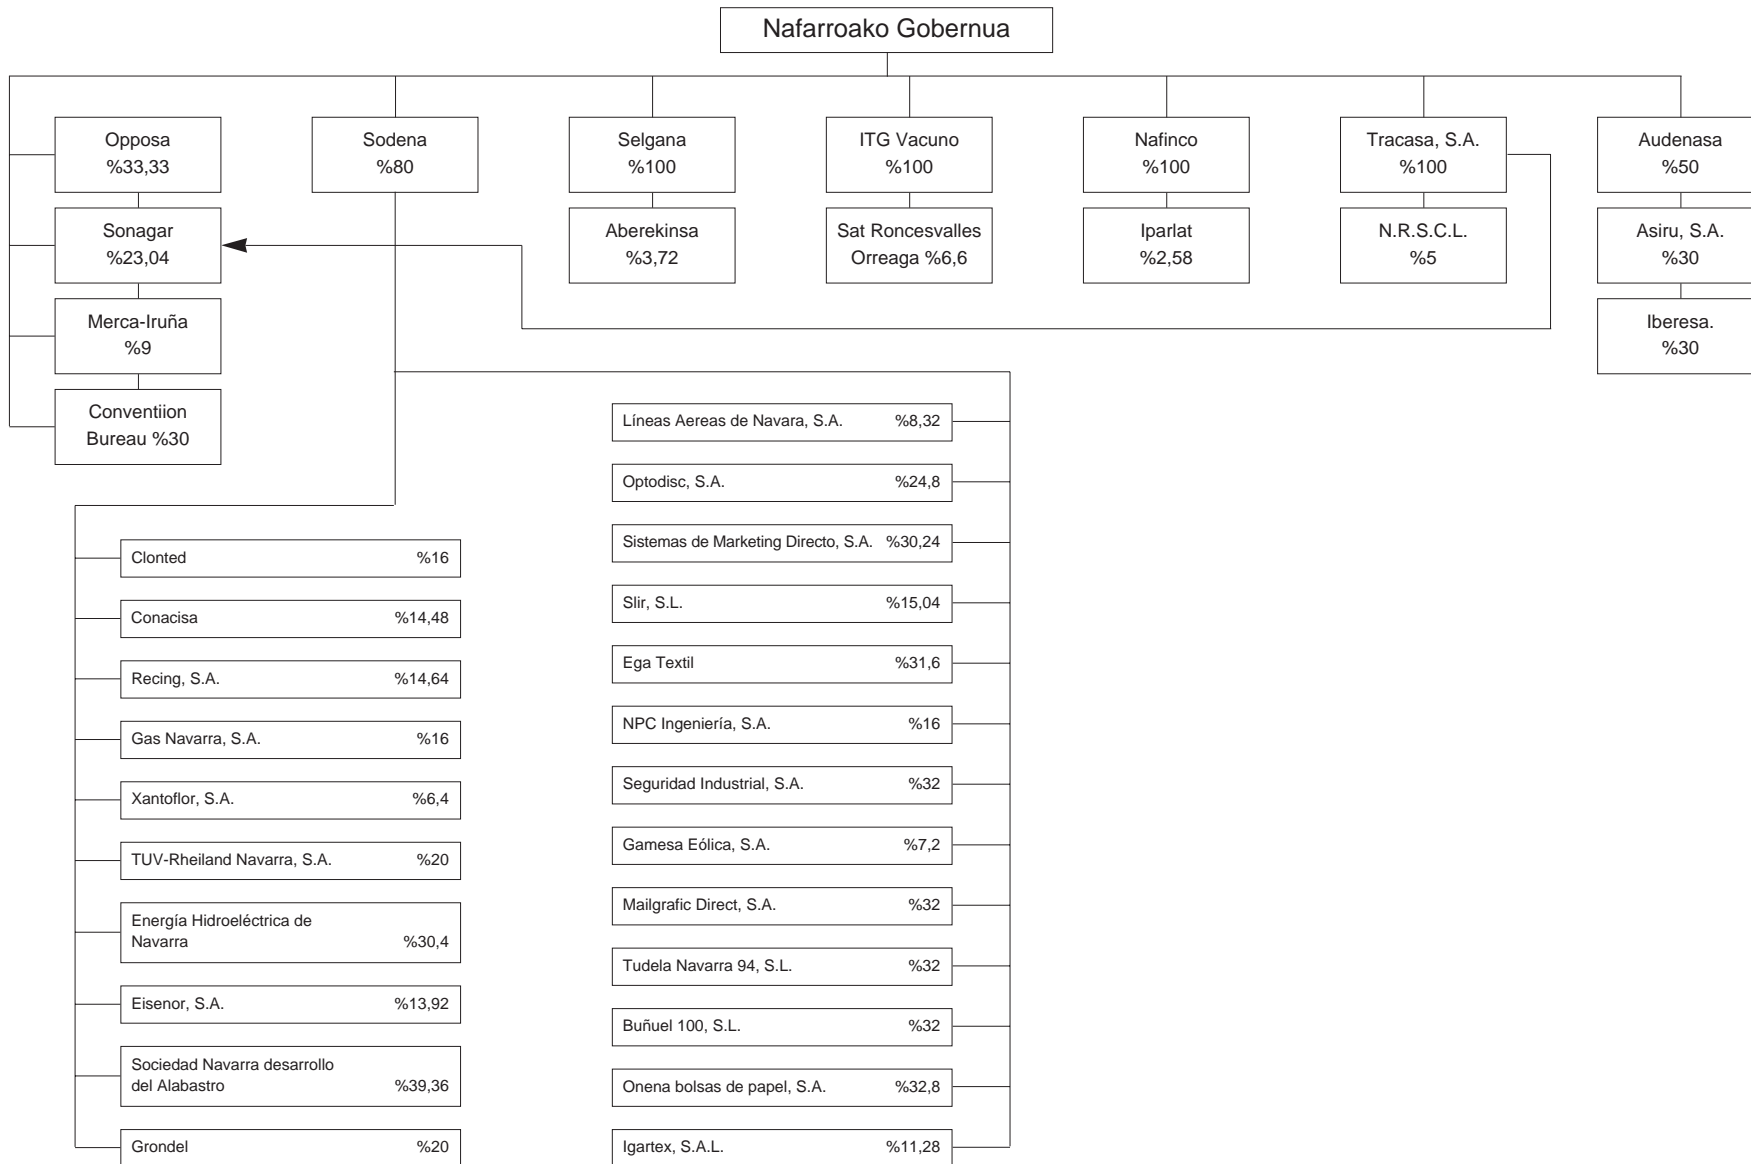 Nafarroako Gobernua
Opposa
%33,33
Sodena
%80
Selgana
%100
ITG Vacuno
%100
Nafinco
%100
Tracasa, S.A.
%100
Audenasa
%50
Sonagar
%23,04
Aberekinsa
%3,72
Sat Roncesvalles
Orreaga %6,6
Iparlat
%2,58
N.R.S.C.L.
%5
Asiru, S.A.
%30
Merca-Iruña
%9
Iberesa.
%30
Conventiion
Bureau %30
Clonted %16
Conacisa %14,48
Recing, S.A. %14,64
Gas Navarra, S.A. %16
Xantoflor, S.A. %6,4
TUV-Rheiland Navarra, S.A. %20
Energía Hidroeléctrica de
Navarra %30,4
Eisenor, S.A. %13,92
Sociedad Navarra desarrollo
del Alabastro %39,36
Grondel %20
Líneas Aereas de Navara, S.A. %8,32
Optodisc, S.A. %24,8
Sistemas de Marketing Directo, S.A. %30,24
Slir, S.L. %15,04
Ega Textil %31,6
NPC Ingeniería, S.A. %16
Seguridad Industrial, S.A. %32
Gamesa Eólica, S.A. %7,2
Mailgrafic Direct, S.A. %32
Tudela Navarra 94, S.L. %32
Buñuel 100, S.L. %32
Onena bolsas de papel, S.A. %32,8
Igartex, S.A.L. %11,28